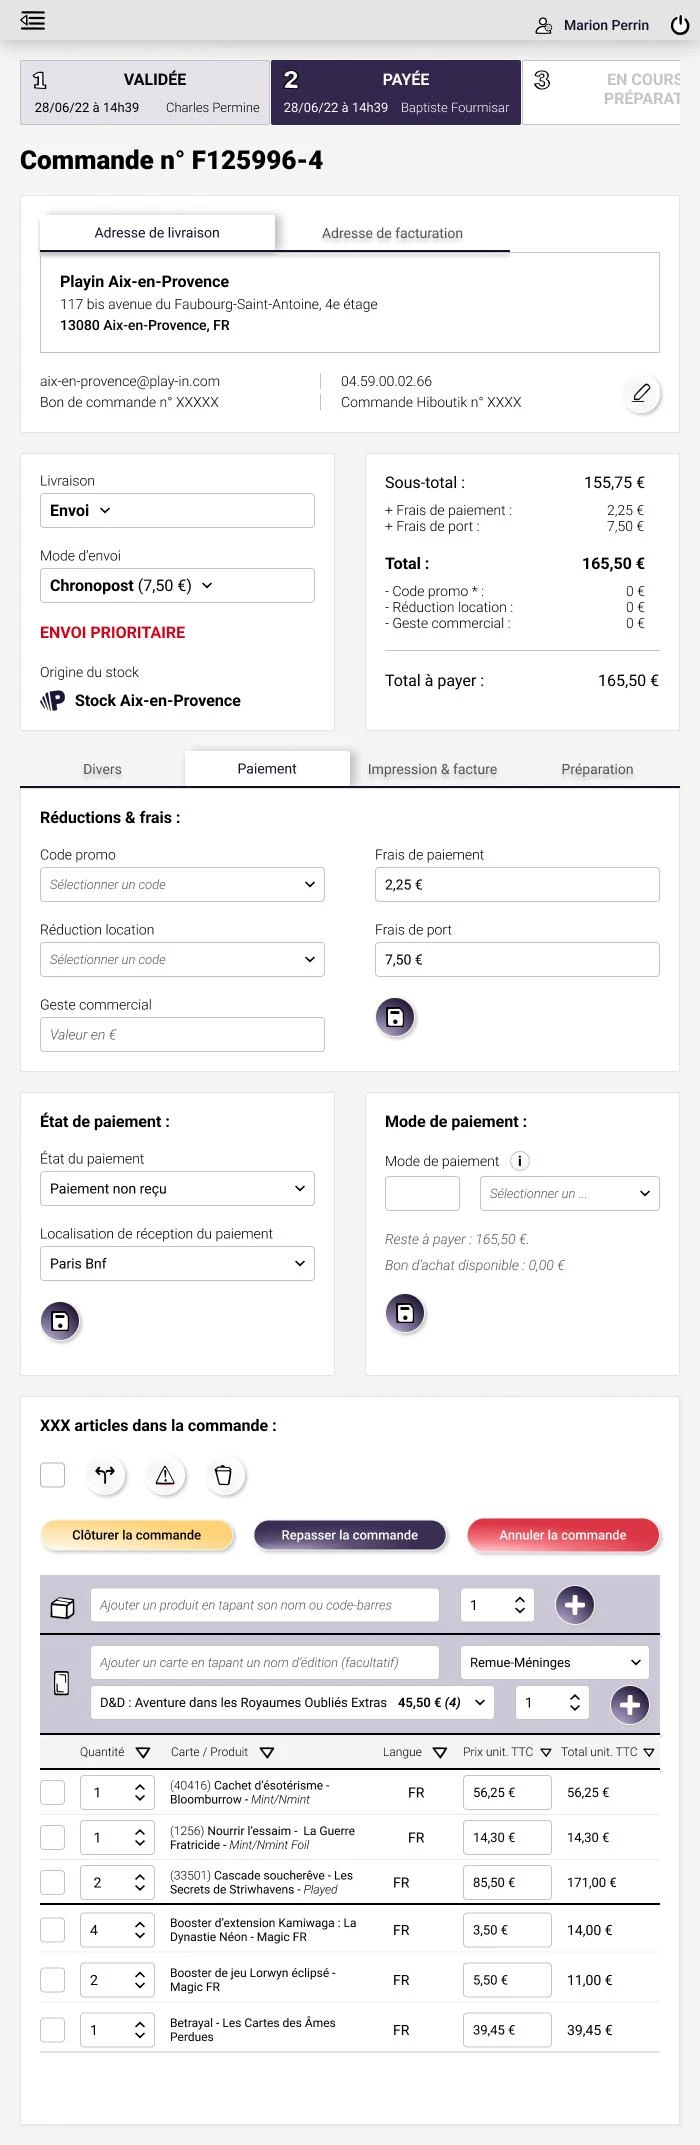 Marion Perrin
1 VALIDÉE
28/06/22 à 14h39 Charles Permine
2 PAYÉE
28/06/22 à 14h39 Baptiste Fourmisar
3 EN COURS
PRÉPARAT
Commande n° F125996-4
Adresse de livraison
Adresse de facturation
Playin Aix-en-Provence
117 bis avenue du Faubourg-Saint-Antoine, 4e étage
13080 Aix-en-Provence, FR
aix-en-provence@play-in.com
04.59.00.02.66
Bon de commande n° XXXXX
Commande Hiboutik n° XXXX
Livraison
Envoi
Mode d'envoi
Chronopost (7,50 €)
ENVOI PRIORITAIRE
Origine du stock
Stock Aix-en-Provence
Sous-total : 155,75 €
+ Frais de paiement : 2,25 €
+ Frais de port : 7,50 €
Total : 165,50 €
- Code promo * : 0 €
- Réduction location : 0 €
- Geste commercial : 0 €
Total à payer : 165,50 €
Divers
Paiement
Impression & facture
Préparation
Réductions & frais :
Code promo
Sélectionner un code
Frais de paiement
2,25 €
Réduction location
Sélectionner un code
Frais de port
7,50 €
Geste commercial
Valeur en €
État de paiement :
État du paiement
Paiement non reçu
Localisation de réception du paiement
Paris Bnf
Mode de paiement :
Mode de paiement i
Sélectionner un ...
Reste à payer : 165,50 €.
Bon d'achat disponible : 0,00 €
XXX articles dans la commande :
Clôturer la commande
Repasser la commande
Annuler la commande
Ajouter un produit en tapant son nom ou code-barres
1
Ajouter un carte en tapant un nom d'édition (facultatif)
Remue-Méninges
D&D : Aventure dans les Royaumes Oubliés Extras 45,50 € (4)
1
Quantité Carte / Produit Langue Prix unit. TTC Total unit. TTC
1 (40416) Cachet d'ésotérisme -
Bloomburrow - Mint/Nmint FR 56,25 € 56,25 €
1 (1256) Nourrir l'essaim - La Guerre
Fratricide - Mint/Nmint Foil FR 14,30 € 14,30 €
2 (33501) Cascade soucherêve - Les
Secrets de Striwhavens - Played FR 85,50 € 171,00 €
4 Booster d'extension Kamiwaga : La
Dynastie Néon - Magic FR FR 3,50 € 14,00 €
2 Booster de jeu Lorwyn éclipsé -
Magic FR FR 5,50 € 11,00 €
1 Betrayal - Les Cartes des Âmes
Perdues FR 39,45 € 39,45 €